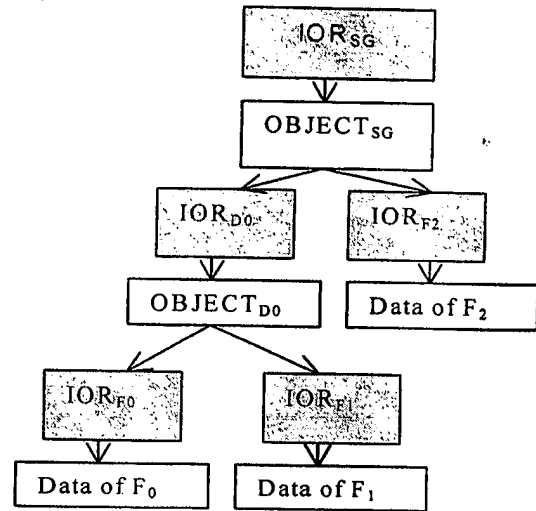 IOR_SG
OBJECT_SG
IOR_D0
IOR_F2
OBJECT_D0
Data of F_2
IOR_F0
IOR_F1
Data of F_0
Data of F_1